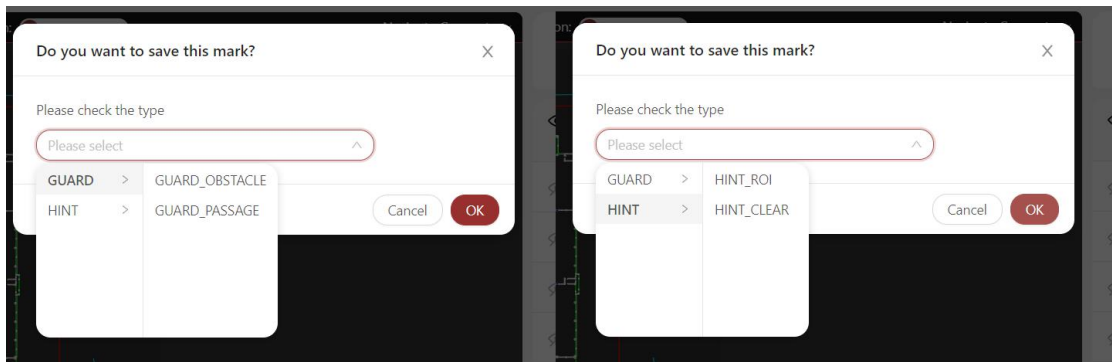 Do you want to save this mark?
Please check the type
Please select
GUARD
GUARD_OBSTACLE
HINT
GUARD_PASSAGE
Cancel
OK
on:
Do you want to save this mark?
Please check the type
Please select
GUARD
HINT_ROI
HINT
HINT_CLEAR
Cancel
OK